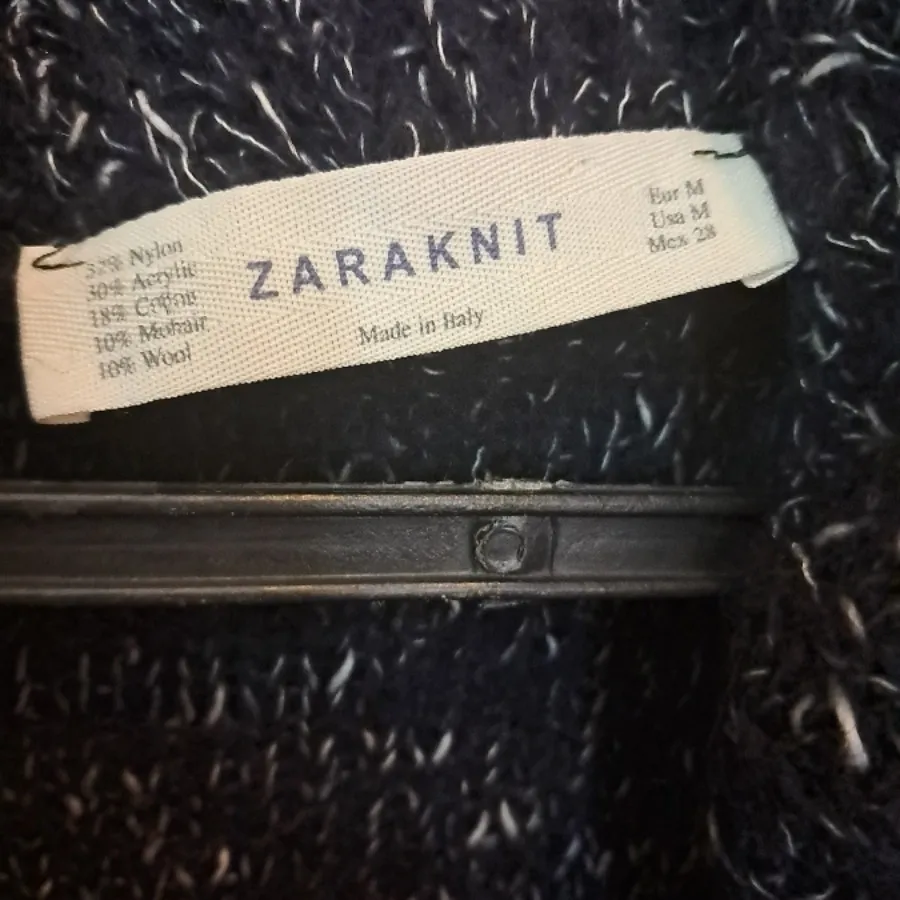 32% Nylon
30% Acrylic
18% Cotton
10% Mohair
10% Wool
ZARAKNIT
Made in Italy
Eur M
Usa M
Mex 28